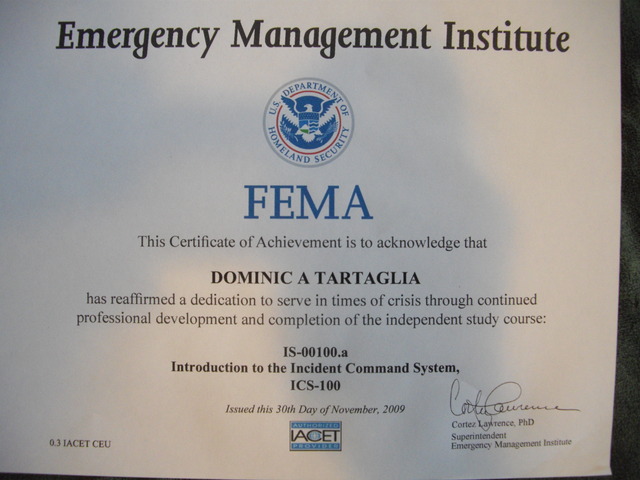 Emergency Management Institute
U.S. DEPARTMENT OF
HOMELAND SECURITY
FEMA
This Certificate of Achievement is to acknowledge that
DOMINIC A TARTAGLIA
has reaffirmed a dedication to serve in times of crisis through continued
professional development and completion of the independent study course:
IS-00100.a
Introduction to the Incident Command System,
ICS-100
Issued this 30th Day of November, 2009
Cortez Lawrence
Cortez Lawrence, PhD
Superintendent
Emergency Management Institute
AUTHORIZED
IACET
PROVIDER
0.3 IACET CEU